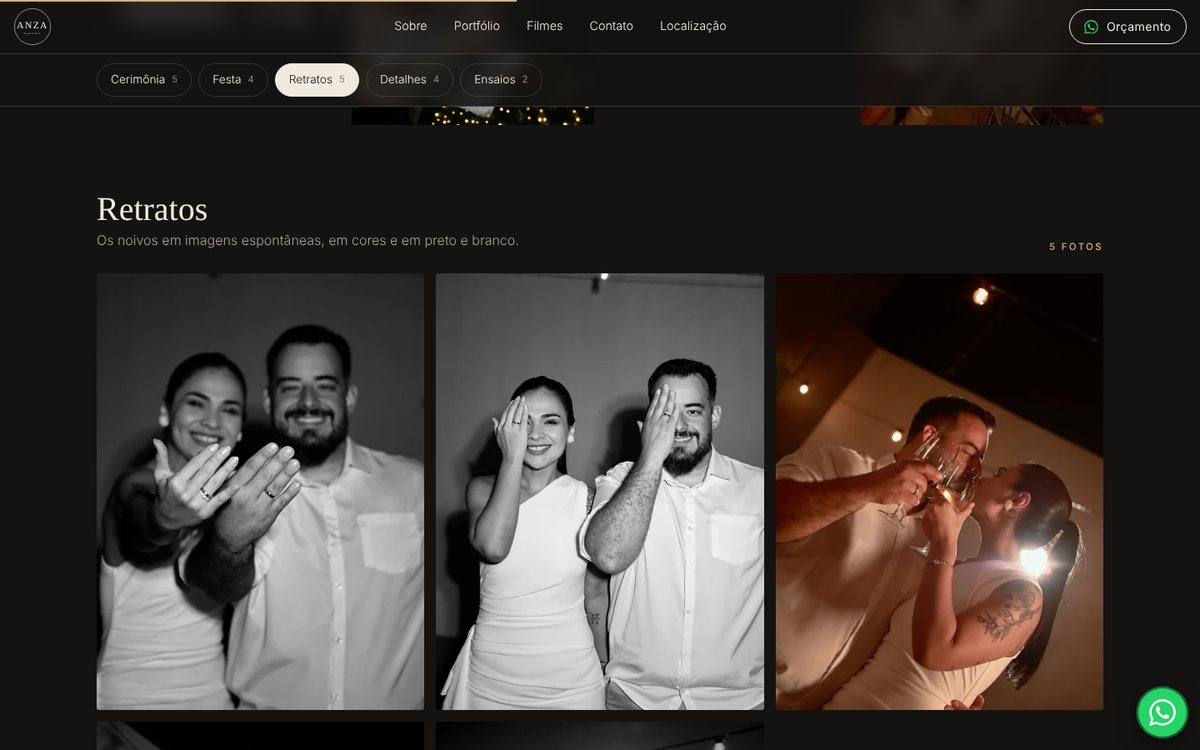 ANZA
Sobre
Portfólio
Filmes
Contato
Localização
Orçamento
Cerimônia 5
Festa 4
Retratos 5
Detalhes 4
Ensaios 2
Retratos
Os noivos em imagens espontâneas, em cores e em preto e branco.
5 FOTOS